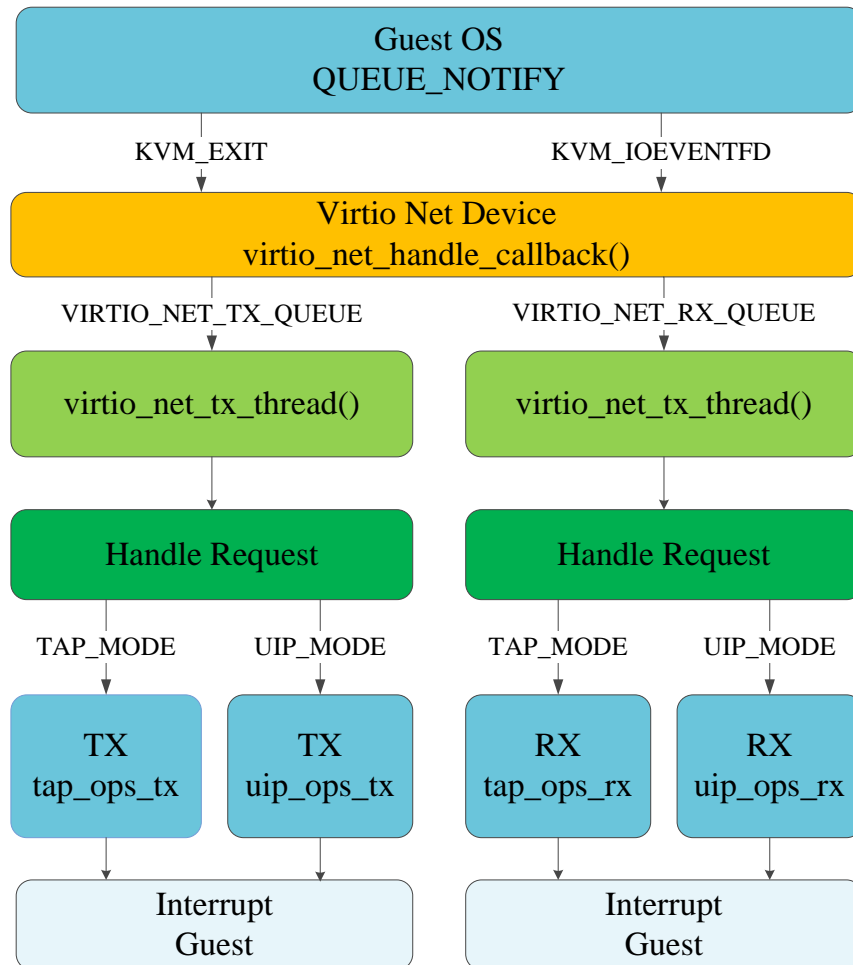 Guest OS
QUEUE_NOTIFY
KVM_EXIT
KVM_IOEVENTFD
Virtio Net Device
virtio_net_handle_callback()
VIRTIO_NET_TX_QUEUE
VIRTIO_NET_RX_QUEUE
virtio_net_tx_thread()
virtio_net_tx_thread()
Handle Request
Handle Request
TAP_MODE
UIP_MODE
TAP_MODE
UIP_MODE
TX
tap_ops_tx
TX
uip_ops_tx
RX
tap_ops_rx
RX
uip_ops_rx
Interrupt
Guest
Interrupt
Guest